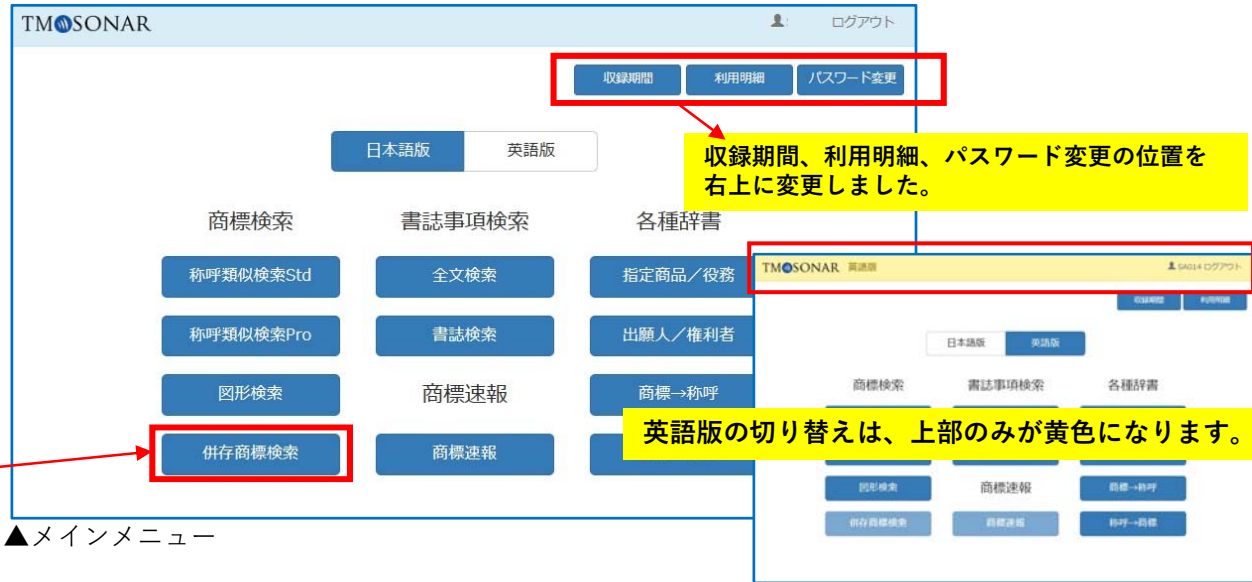 TMSONAR
ログアウト
収録期間 利用明細 パスワード変更
日本語版 英語版
収録期間、利用明細、パスワード変更の位置を
右上に変更しました。
商標検索 書誌事項検索 各種辞書
称呼類似検索Std 全文検索 指定商品／役務
称呼類似検索Pro 書誌検索 出願人／権利者
図形検索 商標速報 商標→称呼
併存商標検索 商標速報
▲メインメニュー
TMSONAR 英語版 SA014 ログアウト
収録期間 利用明細
日本語版 英語版
商標検索 書誌事項検索 各種辞書
英語版の切り替えは、上部のみが黄色になります。
図形検索 商標速報 商標→称呼
併存商標検索 商標速報 称呼→商標